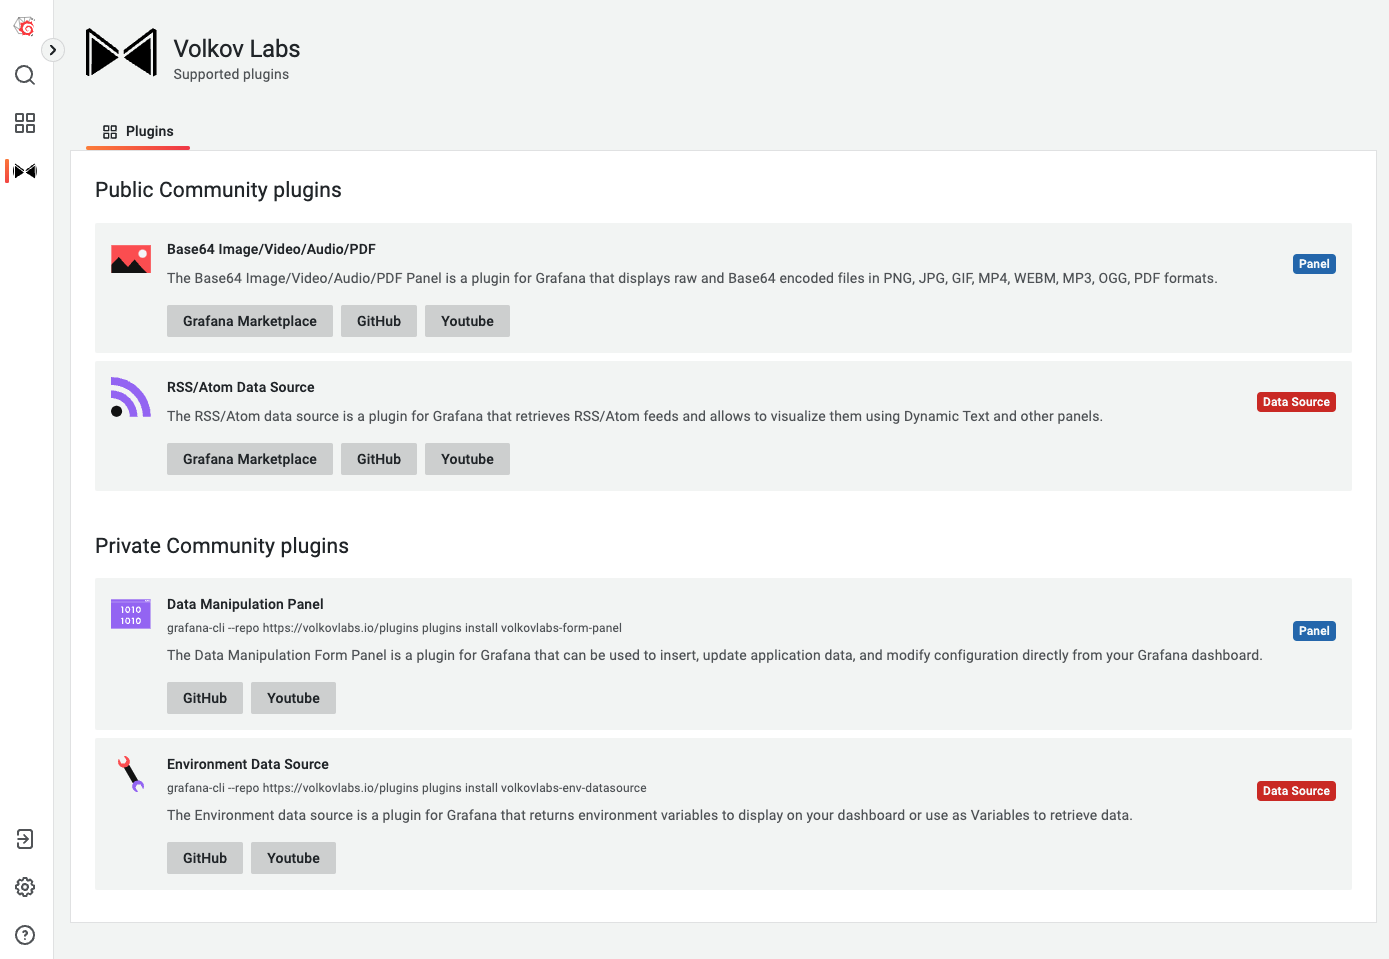 Volkov Labs
Supported plugins
Plugins
Public Community plugins
Base64 Image/Video/Audio/PDF
The Base64 Image/Video/Audio/PDF Panel is a plugin for Grafana that displays raw and Base64 encoded files in PNG, JPG, GIF, MP4, WEBM, MP3, OGG, PDF formats.
Panel
Grafana Marketplace GitHub Youtube
RSS/Atom Data Source
The RSS/Atom data source is a plugin for Grafana that retrieves RSS/Atom feeds and allows to visualize them using Dynamic Text and other panels.
Data Source
Grafana Marketplace GitHub Youtube
Private Community plugins
1010
1010
Data Manipulation Panel
grafana-cli --repo https://volkovlabs.io/plugins plugins install volkovlabs-form-panel
The Data Manipulation Form Panel is a plugin for Grafana that can be used to insert, update application data, and modify configuration directly from your Grafana dashboard.
Panel
GitHub Youtube
Environment Data Source
grafana-cli --repo https://volkovlabs.io/plugins plugins install volkovlabs-env-datasource
The Environment data source is a plugin for Grafana that returns environment variables to display on your dashboard or use as Variables to retrieve data.
Data Source
GitHub Youtube